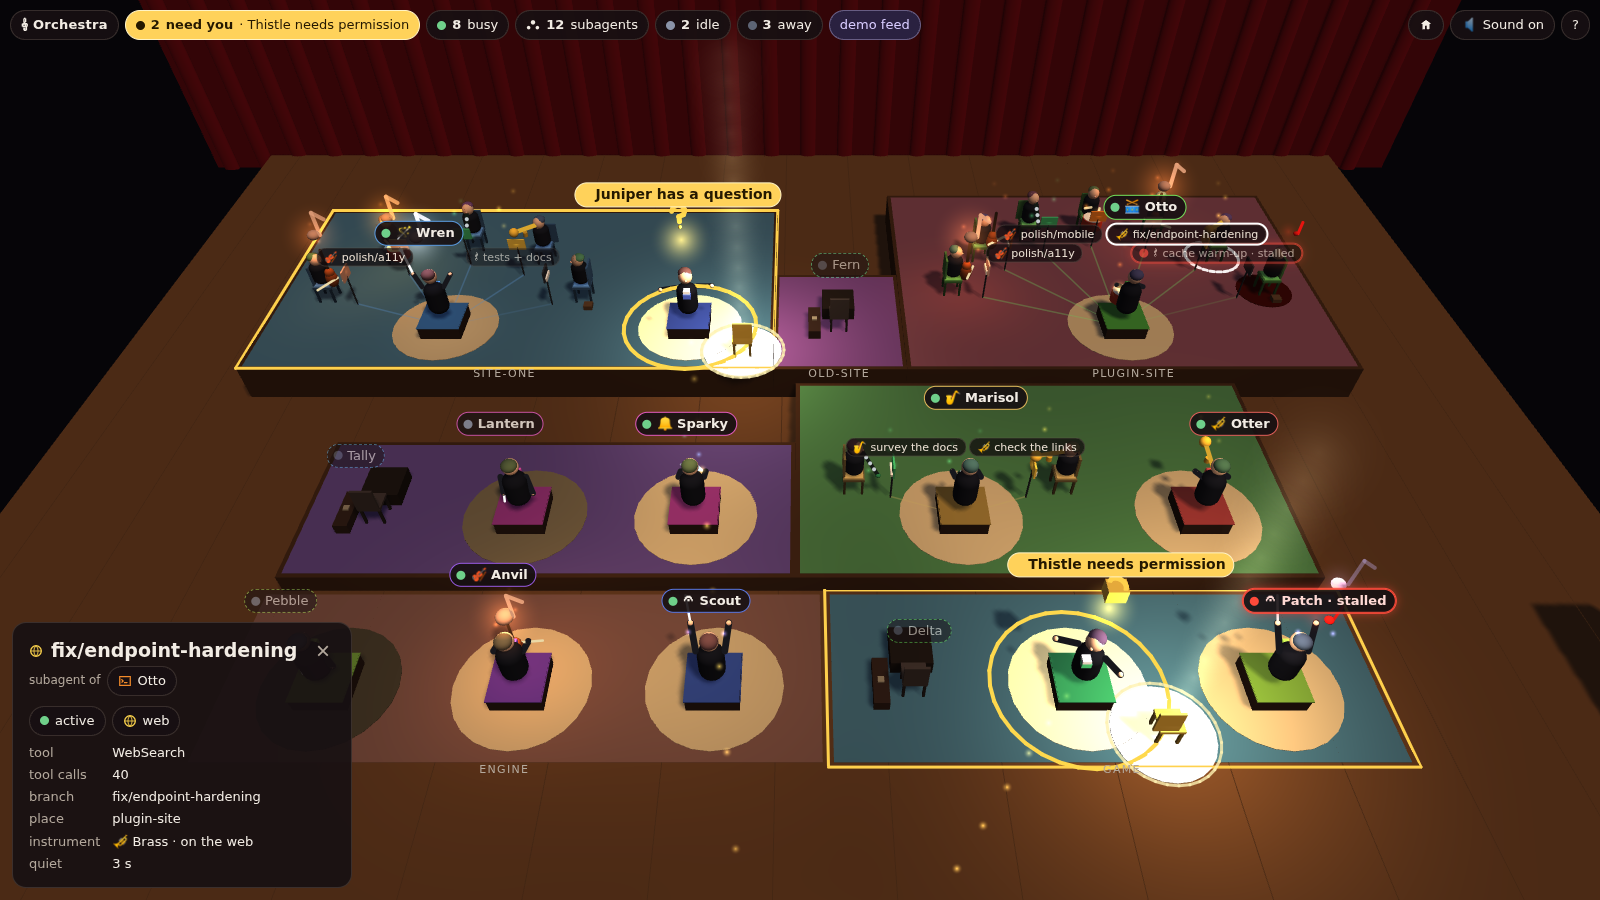 Orchestra
2 need you · Thistle needs permission
8 busy
12 subagents
2 idle
3 away
demo feed
Sound on
?
Juniper has a question
Wren
polish/a11y
tests + docs
Fern
Otto
polish/mobile
fix/endpoint-hardening
polish/a11y
cache warm-up · stalled
SITE-ONE
OLD-SITE
PLUGIN-SITE
Marisol
Lantern
Sparky
Otter
Tally
survey the docs
check the links
Thistle needs permission
Anvil
Pebble
Scout
Patch · stalled
Delta
ENGINE
GAME
fix/endpoint-hardening
subagent of Otto
active
web
tool WebSearch
tool calls 40
branch fix/endpoint-hardening
place plugin-site
instrument Brass · on the web
quiet 3 s